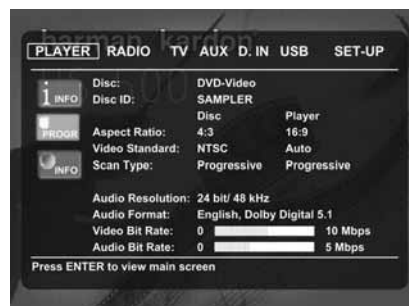 harman kardon
PLAYER RADIO TV AUX D. IN USB SET-UP
Disc: DVD-Video
i INFO Disc ID: SAMPLER
Disc Player
PROGR Aspect Ratio: 4:3 16:9
Video Standard: NTSC Auto
INFO Scan Type: Progressive Progressive
Audio Resolution: 24 bit/ 48 kHz
Audio Format: English, Dolby Digital 5.1
Video Bit Rate: 0 10 Mbps
Audio Bit Rate: 0 5 Mbps
Press ENTER to view main screen